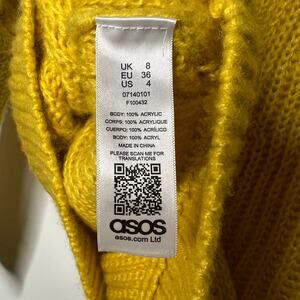 UK 8
EU 36
US 4
07140101
F100432
BODY: 100% ACRYLIC
CORPS: 100% ACRYLIQUE
CUERPO: 100% ACRÍLICO
BODY: 100% ACRYL
MADE IN CHINA
PLEASE SCAN ME FOR
TRANSLATIONS
asos
asos.com Ltd